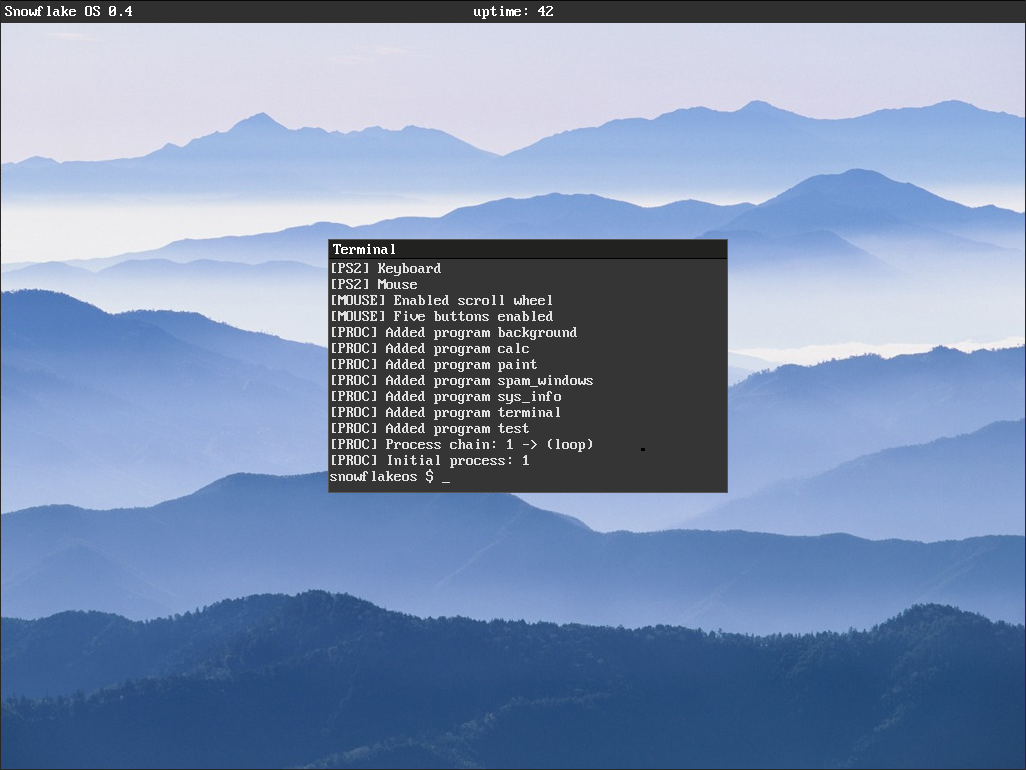 Snowflake OS 0.4
uptime: 42
Terminal
[PS2] Keyboard
[PS2] Mouse
[MOUSE] Enabled scroll wheel
[MOUSE] Five buttons enabled
[PROC] Added program background
[PROC] Added program calc
[PROC] Added program paint
[PROC] Added program spam_windows
[PROC] Added program sys_info
[PROC] Added program terminal
[PROC] Added program test
[PROC] Process chain: 1 -> (loop)
[PROC] Initial process: 1
snowflakeos $ _